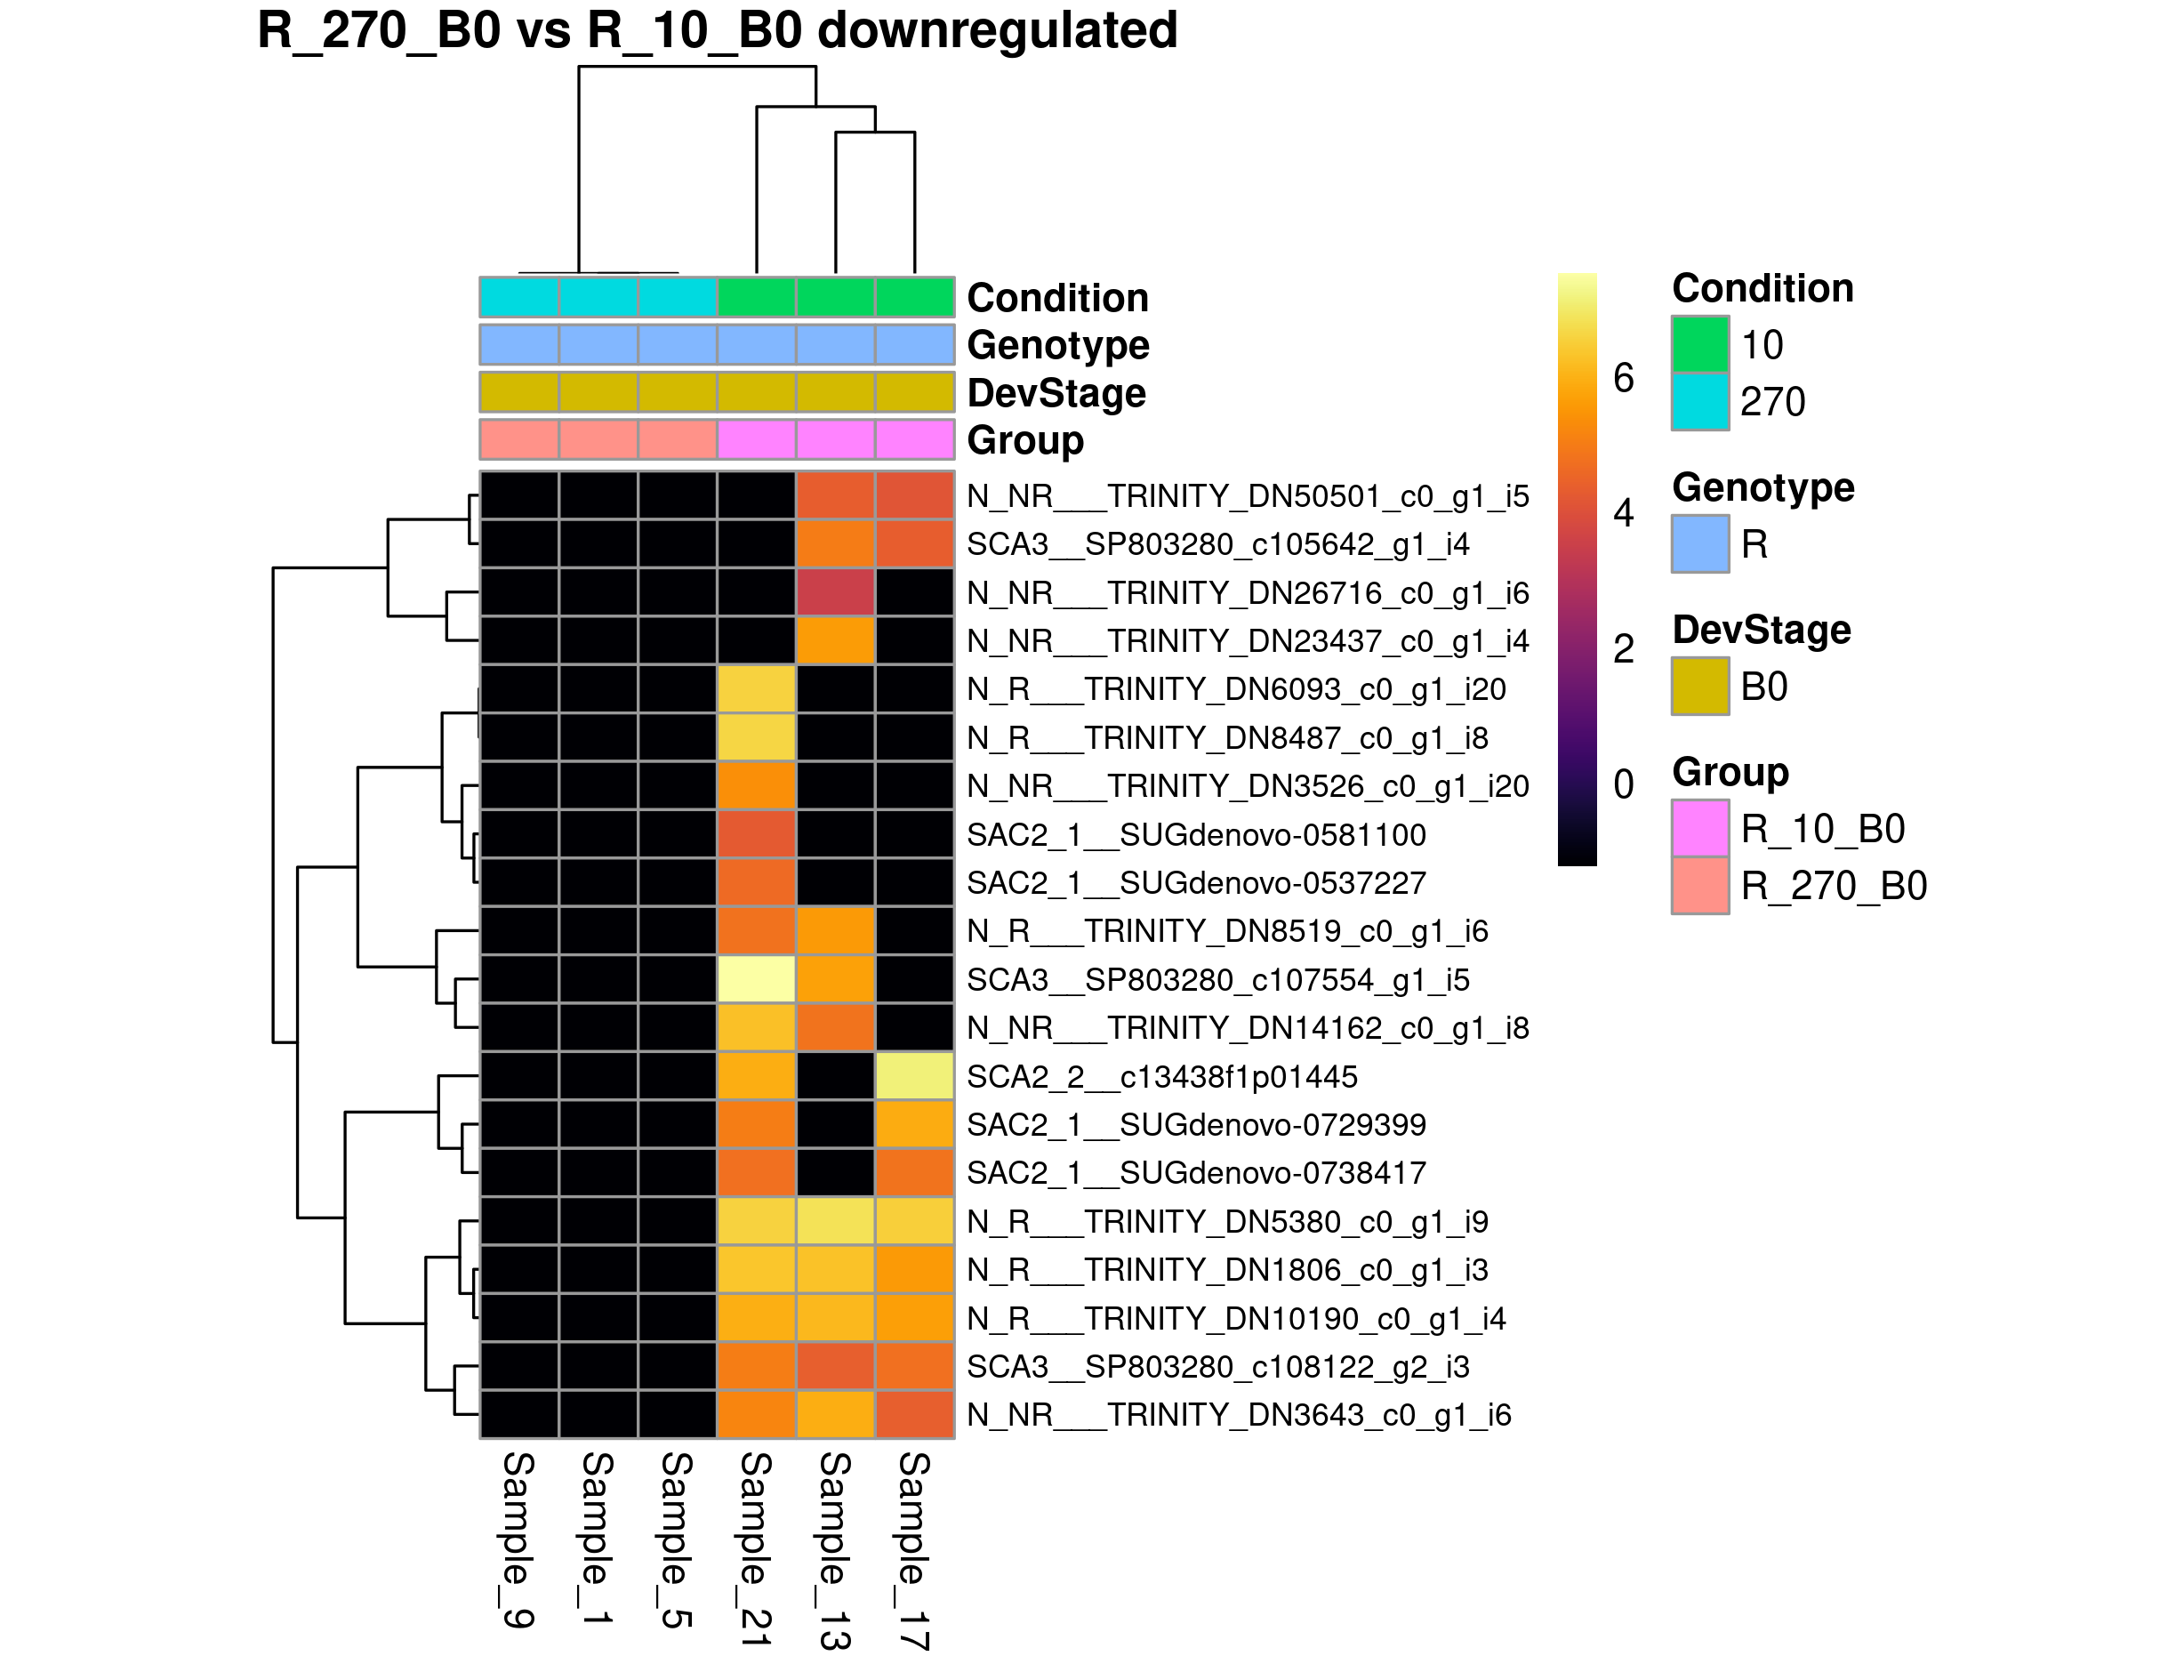 R_270_B0 vs R_10_B0 downregulated
Condition
Genotype
DevStage
Group
N_NR___TRINITY_DN50501_c0_g1_i5
SCA3__SP803280_c105642_g1_i4
N_NR___TRINITY_DN26716_c0_g1_i6
N_NR___TRINITY_DN23437_c0_g1_i4
N_R___TRINITY_DN6093_c0_g1_i20
N_R___TRINITY_DN8487_c0_g1_i8
N_NR___TRINITY_DN3526_c0_g1_i20
SAC2_1__SUGdenovo-0581100
SAC2_1__SUGdenovo-0537227
N_R___TRINITY_DN8519_c0_g1_i6
SCA3__SP803280_c107554_g1_i5
N_NR___TRINITY_DN14162_c0_g1_i8
SCA2_2__c13438f1p01445
SAC2_1__SUGdenovo-0729399
SAC2_1__SUGdenovo-0738417
N_R___TRINITY_DN5380_c0_g1_i9
N_R___TRINITY_DN1806_c0_g1_i3
N_R___TRINITY_DN10190_c0_g1_i4
SCA3__SP803280_c108122_g2_i3
N_NR___TRINITY_DN3643_c0_g1_i6
Sample_9
Sample_1
Sample_5
Sample_21
Sample_13
Sample_17
6
4
2
0
Condition
10
270
Genotype
R
DevStage
B0
Group
R_10_B0
R_270_B0